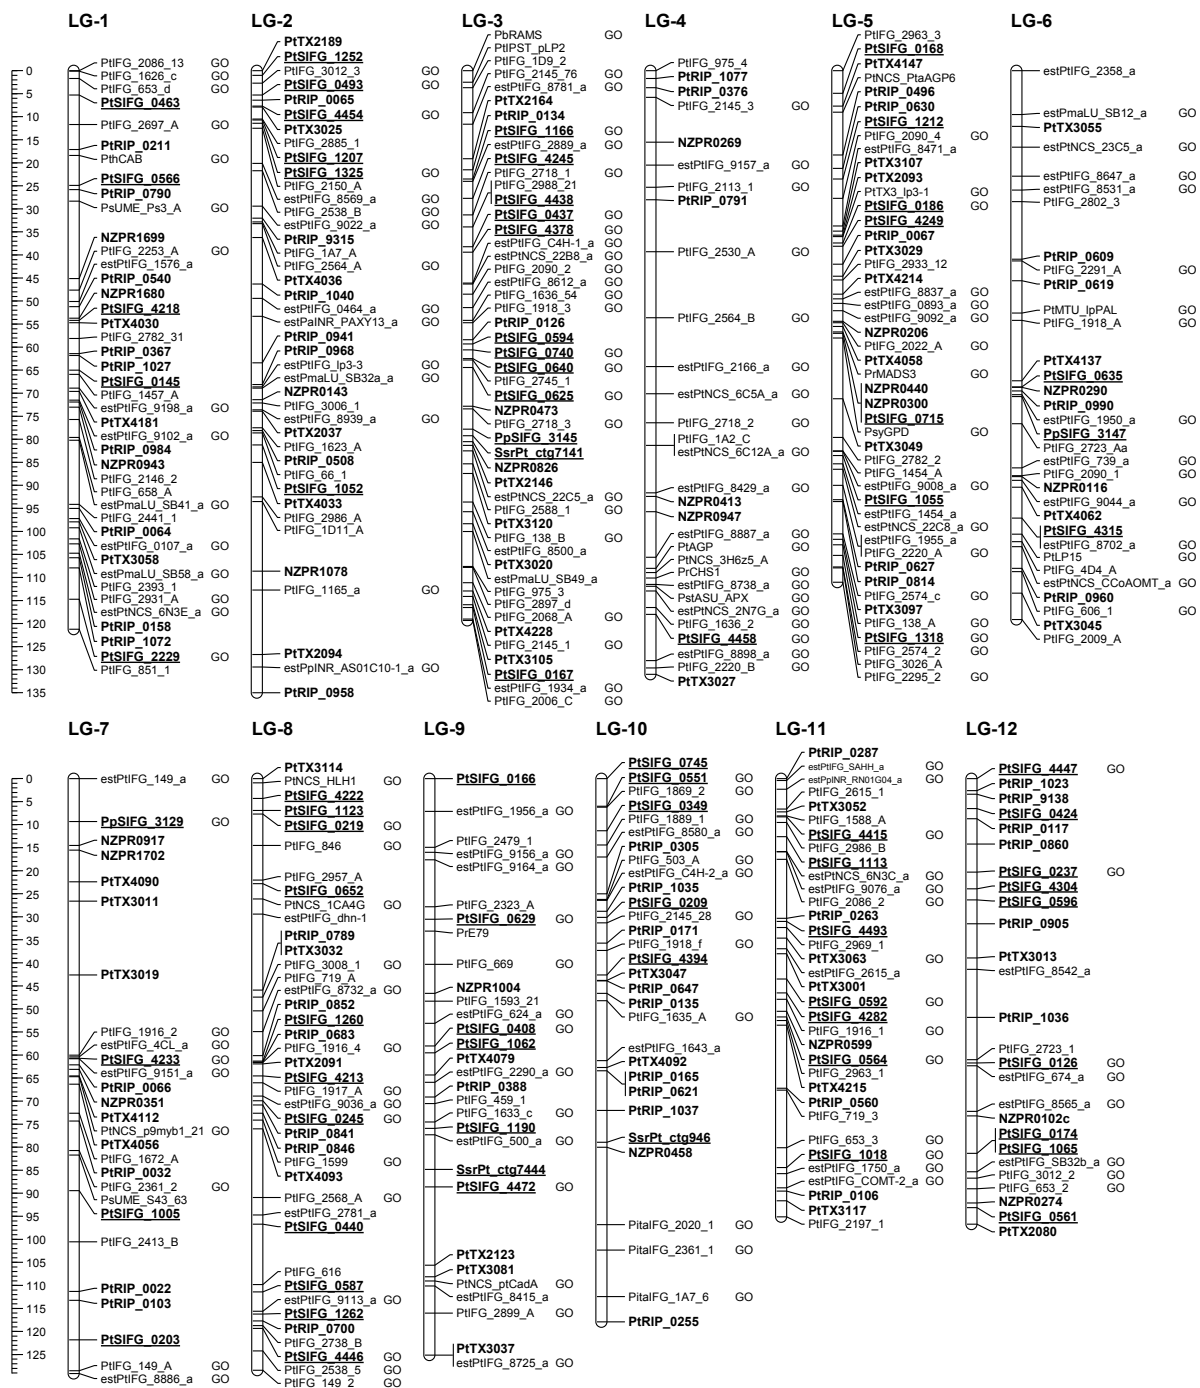 LG-1
PtIFG_2086_13 GO
PtIFG_1626_c GO
PtIFG_653_d GO
PtSIFG_0463
PtIFG_2697_A GO
PtRIP_0211
PthCAB GO
PtSIFG_0566
PtRIP_0790
PsUME_Ps3_A GO
NZPR1699
PtIFG_2253_A GO
estPtIFG_1576_a
PtRIP_0540
NZPR1680
PtSIFG_4218
PtTX4030
PtIFG_2782_31
PtRIP_0367
PtRIP_1027
PtSIFG_0145
PtIFG_1457_A
estPtIFG_9198_a GO
PtTX4181
estPtIFG_9102_a GO
PtRIP_0984
NZPR0943
PtIFG_2146_2
PtIFG_658_A
estPmaLU_SB41_a GO
PtIFG_2441_1
PtRIP_0064
estPtIFG_0107_a GO
PtTX3058
estPmaLU_SB58_a GO
PtIFG_2393_1
PtIFG_2931_A GO
estPtNCS_6N3E_a GO
PtRIP_0158
PtRIP_1072
PtSIFG_2229 GO
PtIFG_851_1
0
5
10
15
20
25
30
35
40
45
50
55
60
65
70
75
80
85
90
95
100
105
110
115
120
125
130
135
LG-2
PtTX2189
PtSIFG_1252
PtIFG_3012_3 GO
PtSIFG_0493 GO
PtRIP_0065
PtSIFG_4454 GO
PtTX3025
PtIFG_2885_1
PtSIFG_1207
PtSIFG_1325
PtIFG_2150_A
estPtIFG_8569_a GO
PtIFG_2538_B GO
estPtIFG_9022_a GO
PtRIP_9315
PtIFG_1A7_A
PtIFG_2564_A GO
PtTX4036
PtRIP_1040
estPtIFG_0464_a GO
estPaINR_PAXY13_a GO
PtRIP_0941
PtRIP_0968
estPtIFG_lp3-3 GO
estPmaLU_SB32a_a GO
NZPR0143
PtIFG_3006_1
estPtIFG_8939_a GO
PtTX2037
PtIFG_1623_A
PtRIP_0508
PtIFG_66_1
PtSIFG_1052
PtTX4033
PtIFG_2986_A
PtIFG_1D11_A
NZPR1078
PtIFG_1165_a GO
PtTX2094
estPpINR_AS01C10-1_a GO
PtRIP_0958
LG-3
PbRAMS GO
PtIPST_pLP2
PtIFG_1D9_2
PtIFG_2145_76 GO
estPtIFG_8781_a GO
PtTX2164
PtRIP_0134
PtSIFG_1166 GO
estPtIFG_2889_a GO
PtSIFG_4245 GO
PtIFG_2718_1 GO
PtIFG_2988_21
PtSIFG_4438 GO
PtSIFG_0437 GO
PtSIFG_4378 GO
estPtIFG_C4H-1_a GO
estPtNCS_22B8_a GO
PtIFG_2090_2 GO
estPtIFG_8612_a GO
PtIFG_1636_54 GO
PtIFG_1918_3 GO
PtRIP_0126
PtSIFG_0594
PtSIFG_0740 GO
PtSIFG_0640 GO
PtIFG_2745_1
PtSIFG_0625 GO
NZPR0473
PtIFG_2718_3 GO
PpSIFG_3145
SsrPt_ctg7141
NZPR0826
PtTX2146
estPtNCS_22C5_a GO
PtIFG_2588_1 GO
PtTX3120
PtIFG_138_B GO
estPtIFG_8500_a
PtTX3020
estPmaLU_SB49_a
PtIFG_975_3 GO
PtIFG_2897_d GO
PtIFG_2068_A GO
PtTX4228
PtIFG_2145_1 GO
PtTX3105
PtSIFG_0167 GO
estPtIFG_1934_a GO
PtIFG_2006_C GO
LG-4
PtIFG_975_4 GO
PtRIP_1077
PtRIP_0376
PtIFG_2145_3 GO
NZPR0269
estPtIFG_9157_a GO
PtIFG_2113_1 GO
PtRIP_0791
PtIFG_2530_A GO
PtIFG_2564_B GO
estPtIFG_2166_a GO
estPtNCS_6C5A_a GO
PtIFG_2718_2 GO
PtIFG_1A2_C
estPtNCS_6C12A_a GO
estPtIFG_8429_a GO
NZPR0413
PtRIP_0947
estPtIFG_8887_a GO
PtAGP GO
PtNCS_3H6z5_A
PrCHS1 GO
estPtIFG_8738_a GO
PstASU_APX GO
estPtNCS_2N7G_a GO
PtIFG_1636_2 GO
PtSIFG_4458 GO
estPtIFG_8898_a GO
PtIFG_2220_B GO
PtTX3027
LG-5
PtIFG_2963_3
PtSIFG_0168
PtTX4147
PtNCS_PtaAGP6
PtRIP_0496
PtRIP_0630
PtSIFG_1212
PtIFG_2090_4 GO
estPtIFG_8471_a
PtTX3107
PtTX2093
PtTX3_lp3-1 GO
PtSIFG_0186 GO
PtSIFG_4249
PtRIP_0067
PtTX3029
PtIFG_2933_12
PtTX4214
estPtIFG_8837_a GO
estPtIFG_0893_a GO
estPtIFG_9092_a GO
NZPR0206
PtIFG_2022_A GO
PtTX4058
PrMADS3 GO
NZPR0440
NZPR0300
PtSIFG_0715
PsyGPD GO
PtTX3049
PtIFG_2782_2
PtIFG_1454_A
estPtIFG_9008_a GO
PtSIFG_1055
estPtIFG_1454_a
estPtNCS_22C8_a GO
estPtIFG_1955_a
PtIFG_2220_A GO
PtRIP_0627
PtRIP_0814
PtIFG_2574_c GO
PtTX3097
PtIFG_138_A GO
PtSIFG_1318 GO
PtIFG_2574_2 GO
PtIFG_3026_A
PtIFG_2295_2 GO
LG-6
estPtIFG_2358_a
estPmaLU_SB12_a GO
PtTX3055
estPtNCS_23C5_a GO
estPtIFG_8647_a GO
estPtIFG_8531_a GO
PtIFG_2802_3
PtRIP_0609
PtIFG_2291_A GO
PtRIP_0619
PtMTU_lpPAL GO
PtIFG_1918_A GO
PtTX4137
PtSIFG_0635
NZPR0290
PtRIP_0990
estPtIFG_1950_a GO
PpSIFG_3147
PtIFG_2723_Aa
estPtIFG_739_a GO
PtIFG_2090_1 GO
NZPR0116
estPtIFG_9044_a GO
PtTX4062
PtSIFG_4315
estPtIFG_8702_a GO
PtLP15 GO
PtIFG_4D4_A
estPtNCS_CCoAOMT_a GO
PtRIP_0960
PtIFG_606_1 GO
PtTX3045
PtIFG_2009_A
LG-7
estPtIFG_149_a GO
PpSIFG_3129 GO
NZPR0917
NZPR1702
PtTX4090
PtTX3011
PtTX3019
PtIFG_1916_2 GO
estPtIFG_4CL_a GO
PtSIFG_4233 GO
estPtIFG_9151_a GO
PtRIP_0066
NZPR0351
PtTX4112
PtNCS_p9myb1_21 GO
PtTX4056
PtIFG_1672_A
PtRIP_0032
PtIFG_2361_2 GO
PsUME_S43_63
PtSIFG_1005
PtIFG_2413_B
PtRIP_0022
PtRIP_0103
PtSIFG_0203
PtIFG_149_A GO
estPtIFG_8886_a GO
0
5
10
15
20
25
30
35
40
45
50
55
60
65
70
75
80
85
90
95
100
105
110
115
120
125
LG-8
PtTX3114
PtNCS_HLH1 GO
PtSIFG_4222
PtSIFG_1123
PtSIFG_0219 GO
PtIFG_846 GO
PtIFG_2957_A
PtSIFG_0652
PtNCS_1CA4G GO
estPtIFG_dhn-1
PtRIP_0789
PtTX3032
PtIFG_3008_1 GO
PtIFG_719_A
estPtIFG_8732_a GO
PtRIP_0852
PtSIFG_1260
PtRIP_0683
PtIFG_1916_4 GO
PtTX2091
PtSIFG_4213
PtIFG_1917_A GO
estPtIFG_9036_a GO
PtSIFG_0245 GO
PtRIP_0841
PtRIP_0846
PtIFG_1599 GO
PtTX4093
PtIFG_2568_A GO
estPtIFG_2781_a
PtSIFG_0440
PtIFG_616
PtSIFG_0587
estPtIFG_9113_a GO
PtSIFG_1262
PtRIP_0700
PtIFG_2738_B
PtSIFG_4446 GO
PtIFG_2538_5 GO
PtIFG_149_2 GO
LG-9
PtSIFG_0166
estPtIFG_1956_a GO
PtIFG_2479_1
estPtIFG_9156_a GO
estPtIFG_9164_a GO
PtIFG_2323_A GO
PtSIFG_0629 GO
PrE79
PtIFG_669 GO
NZPR1004
PtIFG_1593_21
estPtIFG_624_a GO
PtSIFG_0408 GO
PtSIFG_1062
PtTX4079
estPtIFG_2290_a GO
PtRIP_0388
PtIFG_459_1
PtIFG_1633_c GO
PtSIFG_1190
estPtIFG_500_a GO
SsrPt_ctg7444
PtSIFG_4472 GO
PtTX2123
PtTX3081
PtNCS_ptCadA GO
estPtIFG_8415_a
PtIFG_2899_A GO
PtTX3037
estPtIFG_8725_a GO
LG-10
PtSIFG_0745
PtSIFG_0551 GO
PtIFG_1869_2 GO
PtSIFG_0349
PtIFG_1889_1 GO
estPtIFG_8580_a GO
PtRIP_0305
PtIFG_503_A GO
estPtIFG_C4H-2_a GO
PtRIP_1035
PtSIFG_0209
PtIFG_2145_28 GO
PtRIP_0171
PtIFG_1918_f GO
PtSIFG_4394
PtTX3047
PtRIP_0647
PtRIP_0135
PtIFG_1635_A GO
estPtIFG_1643_a
PtTX4092
PtRIP_0165
PtRIP_0621
PtRIP_1037
SsrPt_ctg946
NZPR0458
PitaIFG_2020_1 GO
PitaIFG_2361_1 GO
PitaIFG_1A7_6 GO
PtRIP_0255
LG-11
PtRIP_0287
estPtIFG_SAHH_a GO
estPpINR_RN01G04_a GO
PtIFG_2615_1
PtTX3052
PtIFG_1588_A
PtSIFG_4415 GO
PtIFG_2986_B
PtSIFG_1113
estPtNCS_6N3C_a GO
estPtIFG_9076_a GO
PtIFG_2086_2 GO
PtRIP_0263
PtSIFG_4493
PtIFG_2969_1
PtTX3063 GO
estPtIFG_2615_a
PtTX3001
PtSIFG_0592 GO
PtSIFG_4282
PtIFG_1916_1 GO
NZPR0599
PtSIFG_0564 GO
PtIFG_2963_1
PtTX4215
PtRIP_0560
PtIFG_719_3
PtIFG_653_3 GO
PtSIFG_1018 GO
estPtIFG_1750_a GO
estPtIFG_COMT-2_a GO
PtRIP_0106
PtTX3117
PtIFG_2197_1
LG-12
PtSIFG_4447 GO
PtRIP_1023
PtRIP_9138
PtSIFG_0424
PtRIP_0117
PtRIP_0860
PtSIFG_0237 GO
PtSIFG_4304
PtSIFG_0596
PtRIP_0905
PtTX3013
estPtIFG_8542_a
PtRIP_1036
PtIFG_2723_1
PtSIFG_0126 GO
estPtIFG_674_a GO
estPtIFG_8565_a GO
NZPR0102c
PtSIFG_0174
PtSIFG_1065
estPtIFG_SB32b_a GO
PtIFG_3012_2 GO
PtIFG_653_2 GO
NZPR0274
PtSIFG_0561
PtTX2080